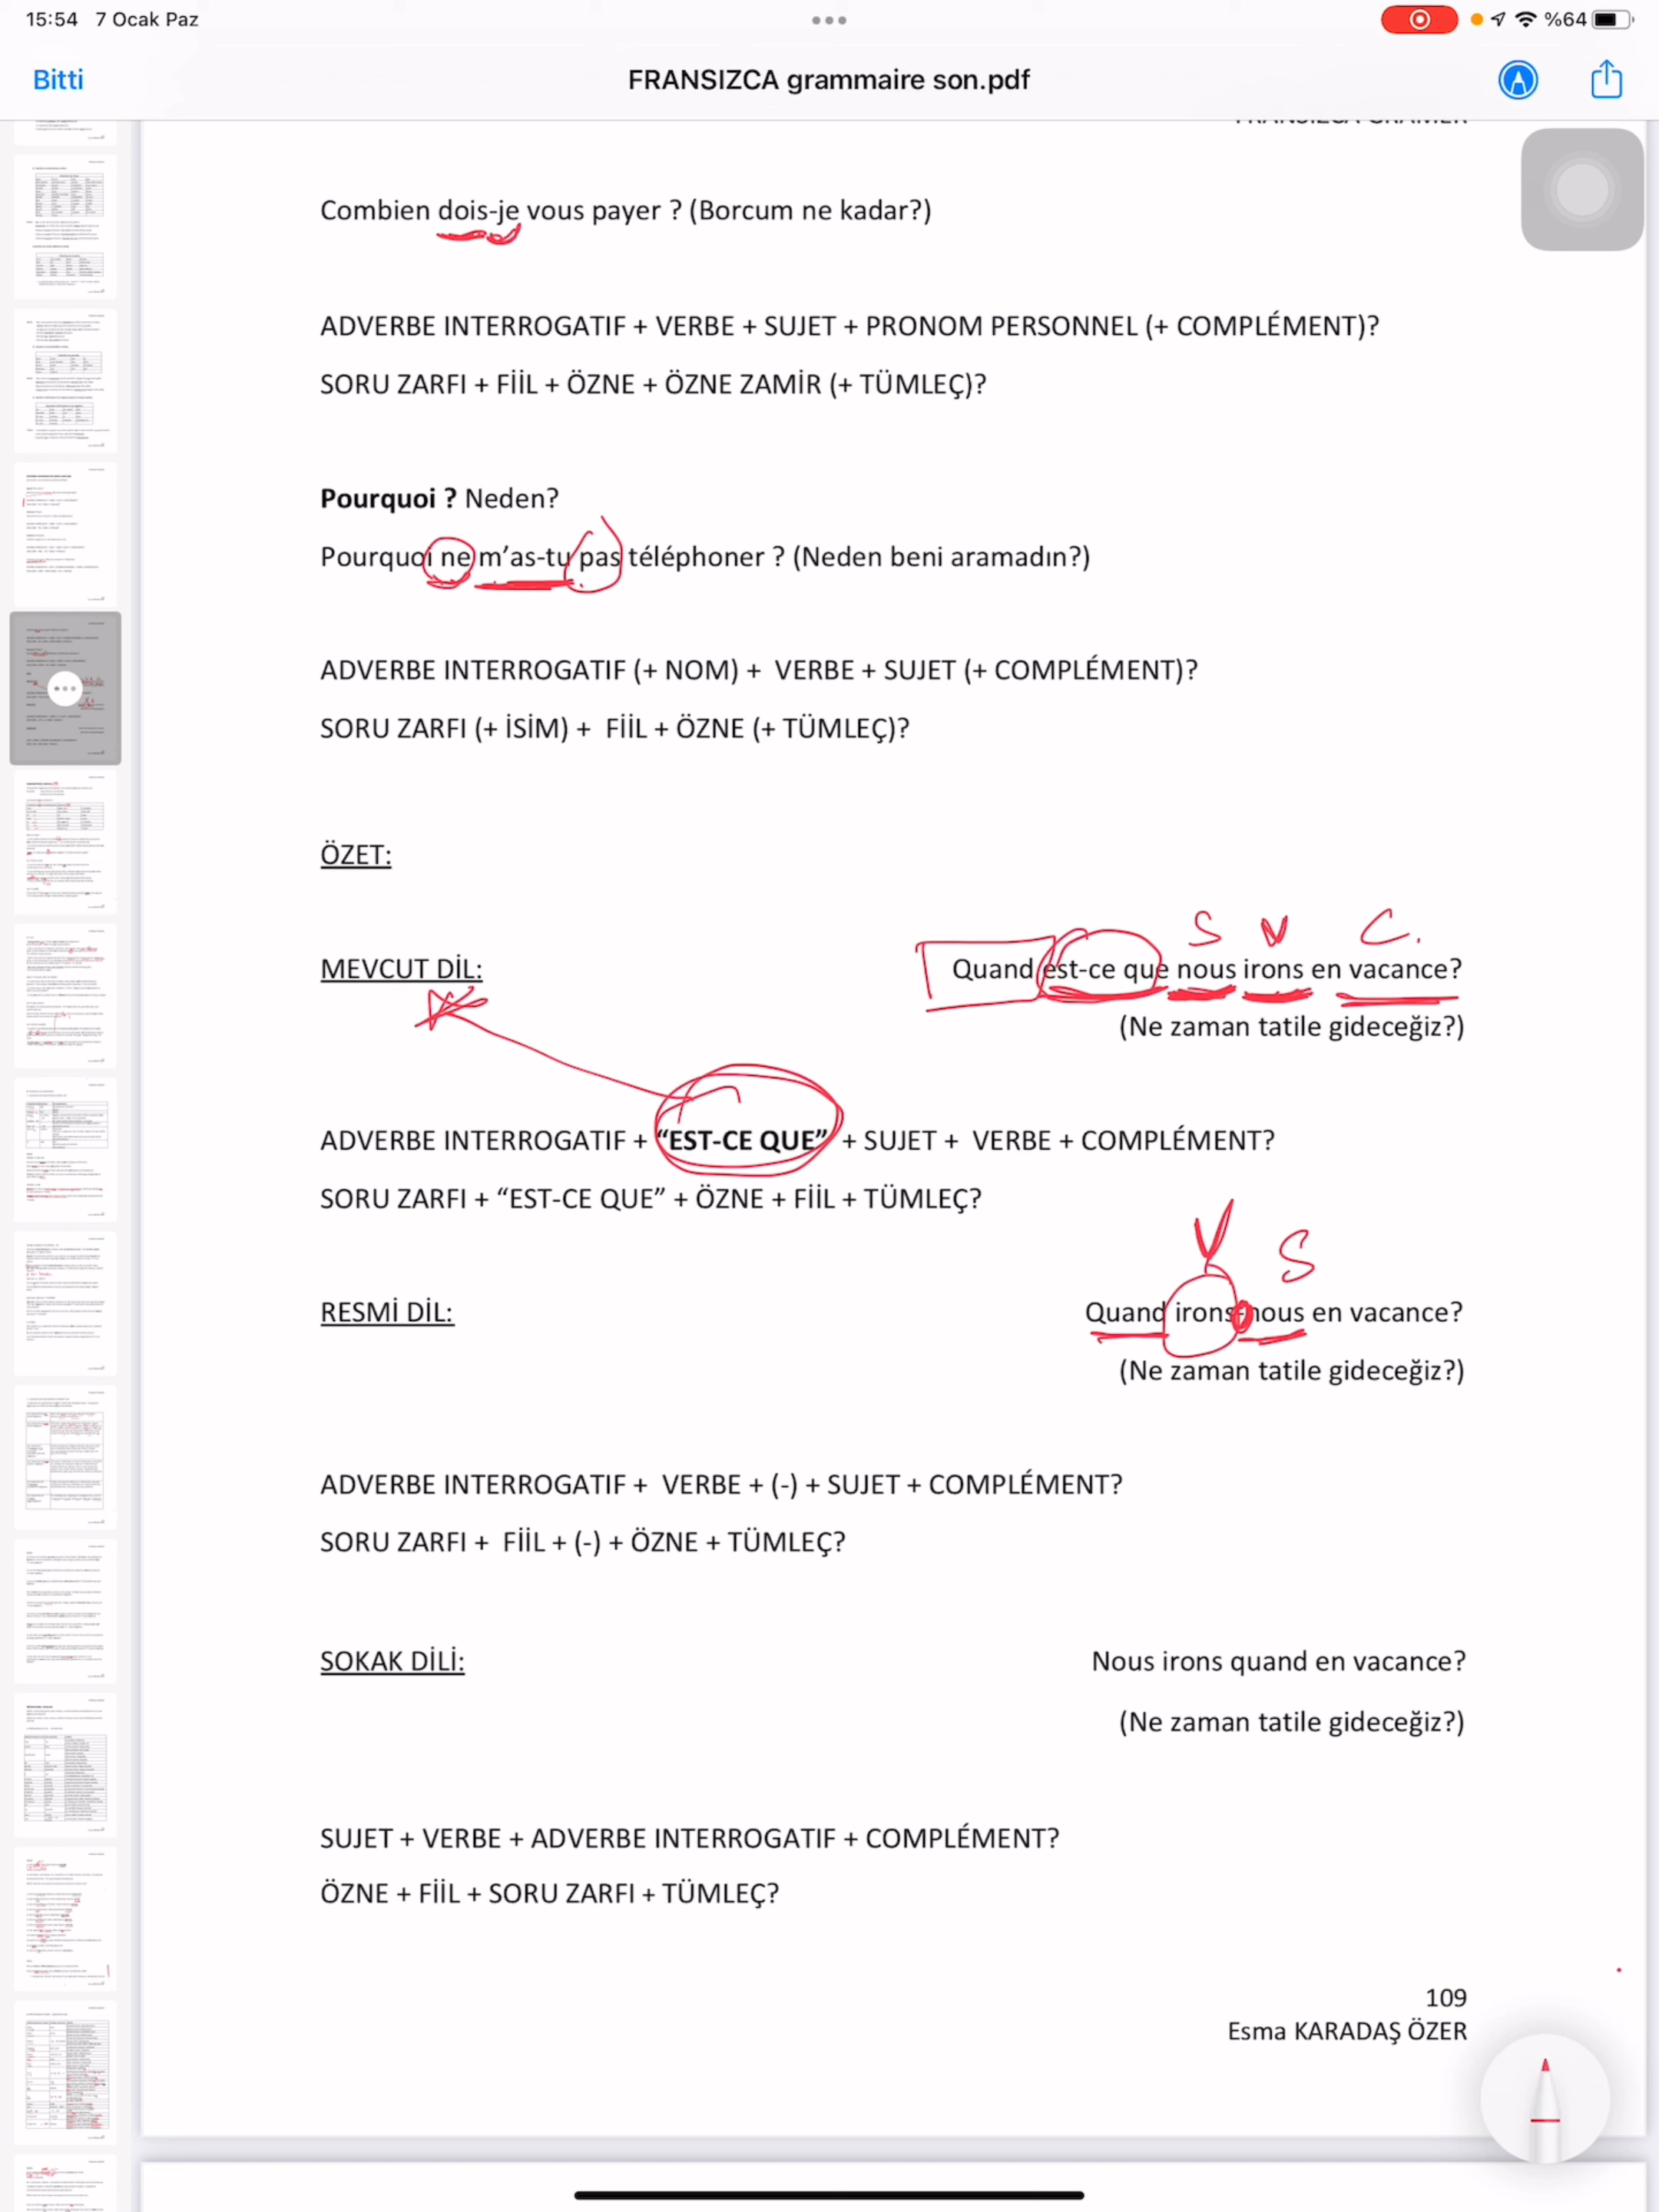 15:54 7 Ocak Paz
%64
Bitti
FRANSIZCA grammaire son.pdf
Combien dois-je vous payer ? (Borcum ne kadar?)
ADVERBE INTERROGATIF + VERBE + SUJET + PRONOM PERSONNEL (+ COMPLÉMENT)?
SORU ZARFI + FİİL + ÖZNE + ÖZNE ZAMİR (+ TÜMLEÇ)?
Pourquoi ? Neden?
Pourquoi ne m'as-tu pas téléphoner ? (Neden beni aramadın?)
ADVERBE INTERROGATIF (+ NOM) + VERBE + SUJET (+ COMPLÉMENT)?
SORU ZARFI (+ İSİM) + FİİL + ÖZNE (+ TÜMLEÇ)?
ÖZET:
S V C.
MEVCUT DİL: Quand est-ce que nous irons en vacance?
(Ne zaman tatile gideceğiz?)
ADVERBE INTERROGATIF + “EST-CE QUE” + SUJET + VERBE + COMPLÉMENT?
SORU ZARFI + “EST-CE QUE” + ÖZNE + FİİL + TÜMLEÇ?
V S
RESMİ DİL: Quand irons-nous en vacance?
(Ne zaman tatile gideceğiz?)
ADVERBE INTERROGATIF + VERBE + (-) + SUJET + COMPLÉMENT?
SORU ZARFI + FİİL + (-) + ÖZNE + TÜMLEÇ?
SOKAK DİLİ: Nous irons quand en vacance?
(Ne zaman tatile gideceğiz?)
SUJET + VERBE + ADVERBE INTERROGATIF + COMPLÉMENT?
ÖZNE + FİİL + SORU ZARFI + TÜMLEÇ?
109
Esma KARADAŞ ÖZER